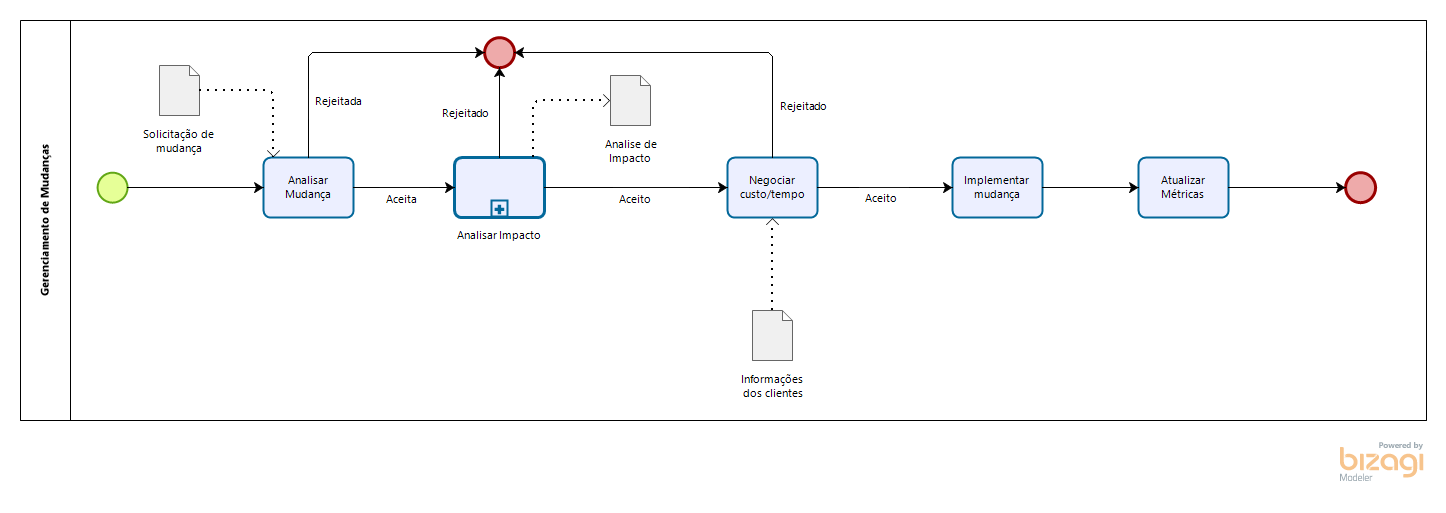 Gerenciamento de Mudanças
Solicitação de
mudança
Rejeitada
Analisar
Mudança
Aceita
Rejeitado
Analisar Impacto
Analise de
Impacto
Aceito
Rejeitado
Negociar
custo/tempo
Informações
dos clientes
Aceito
Implementar
mudança
Atualizar
Métricas
Powered by
bizagi
Modeler